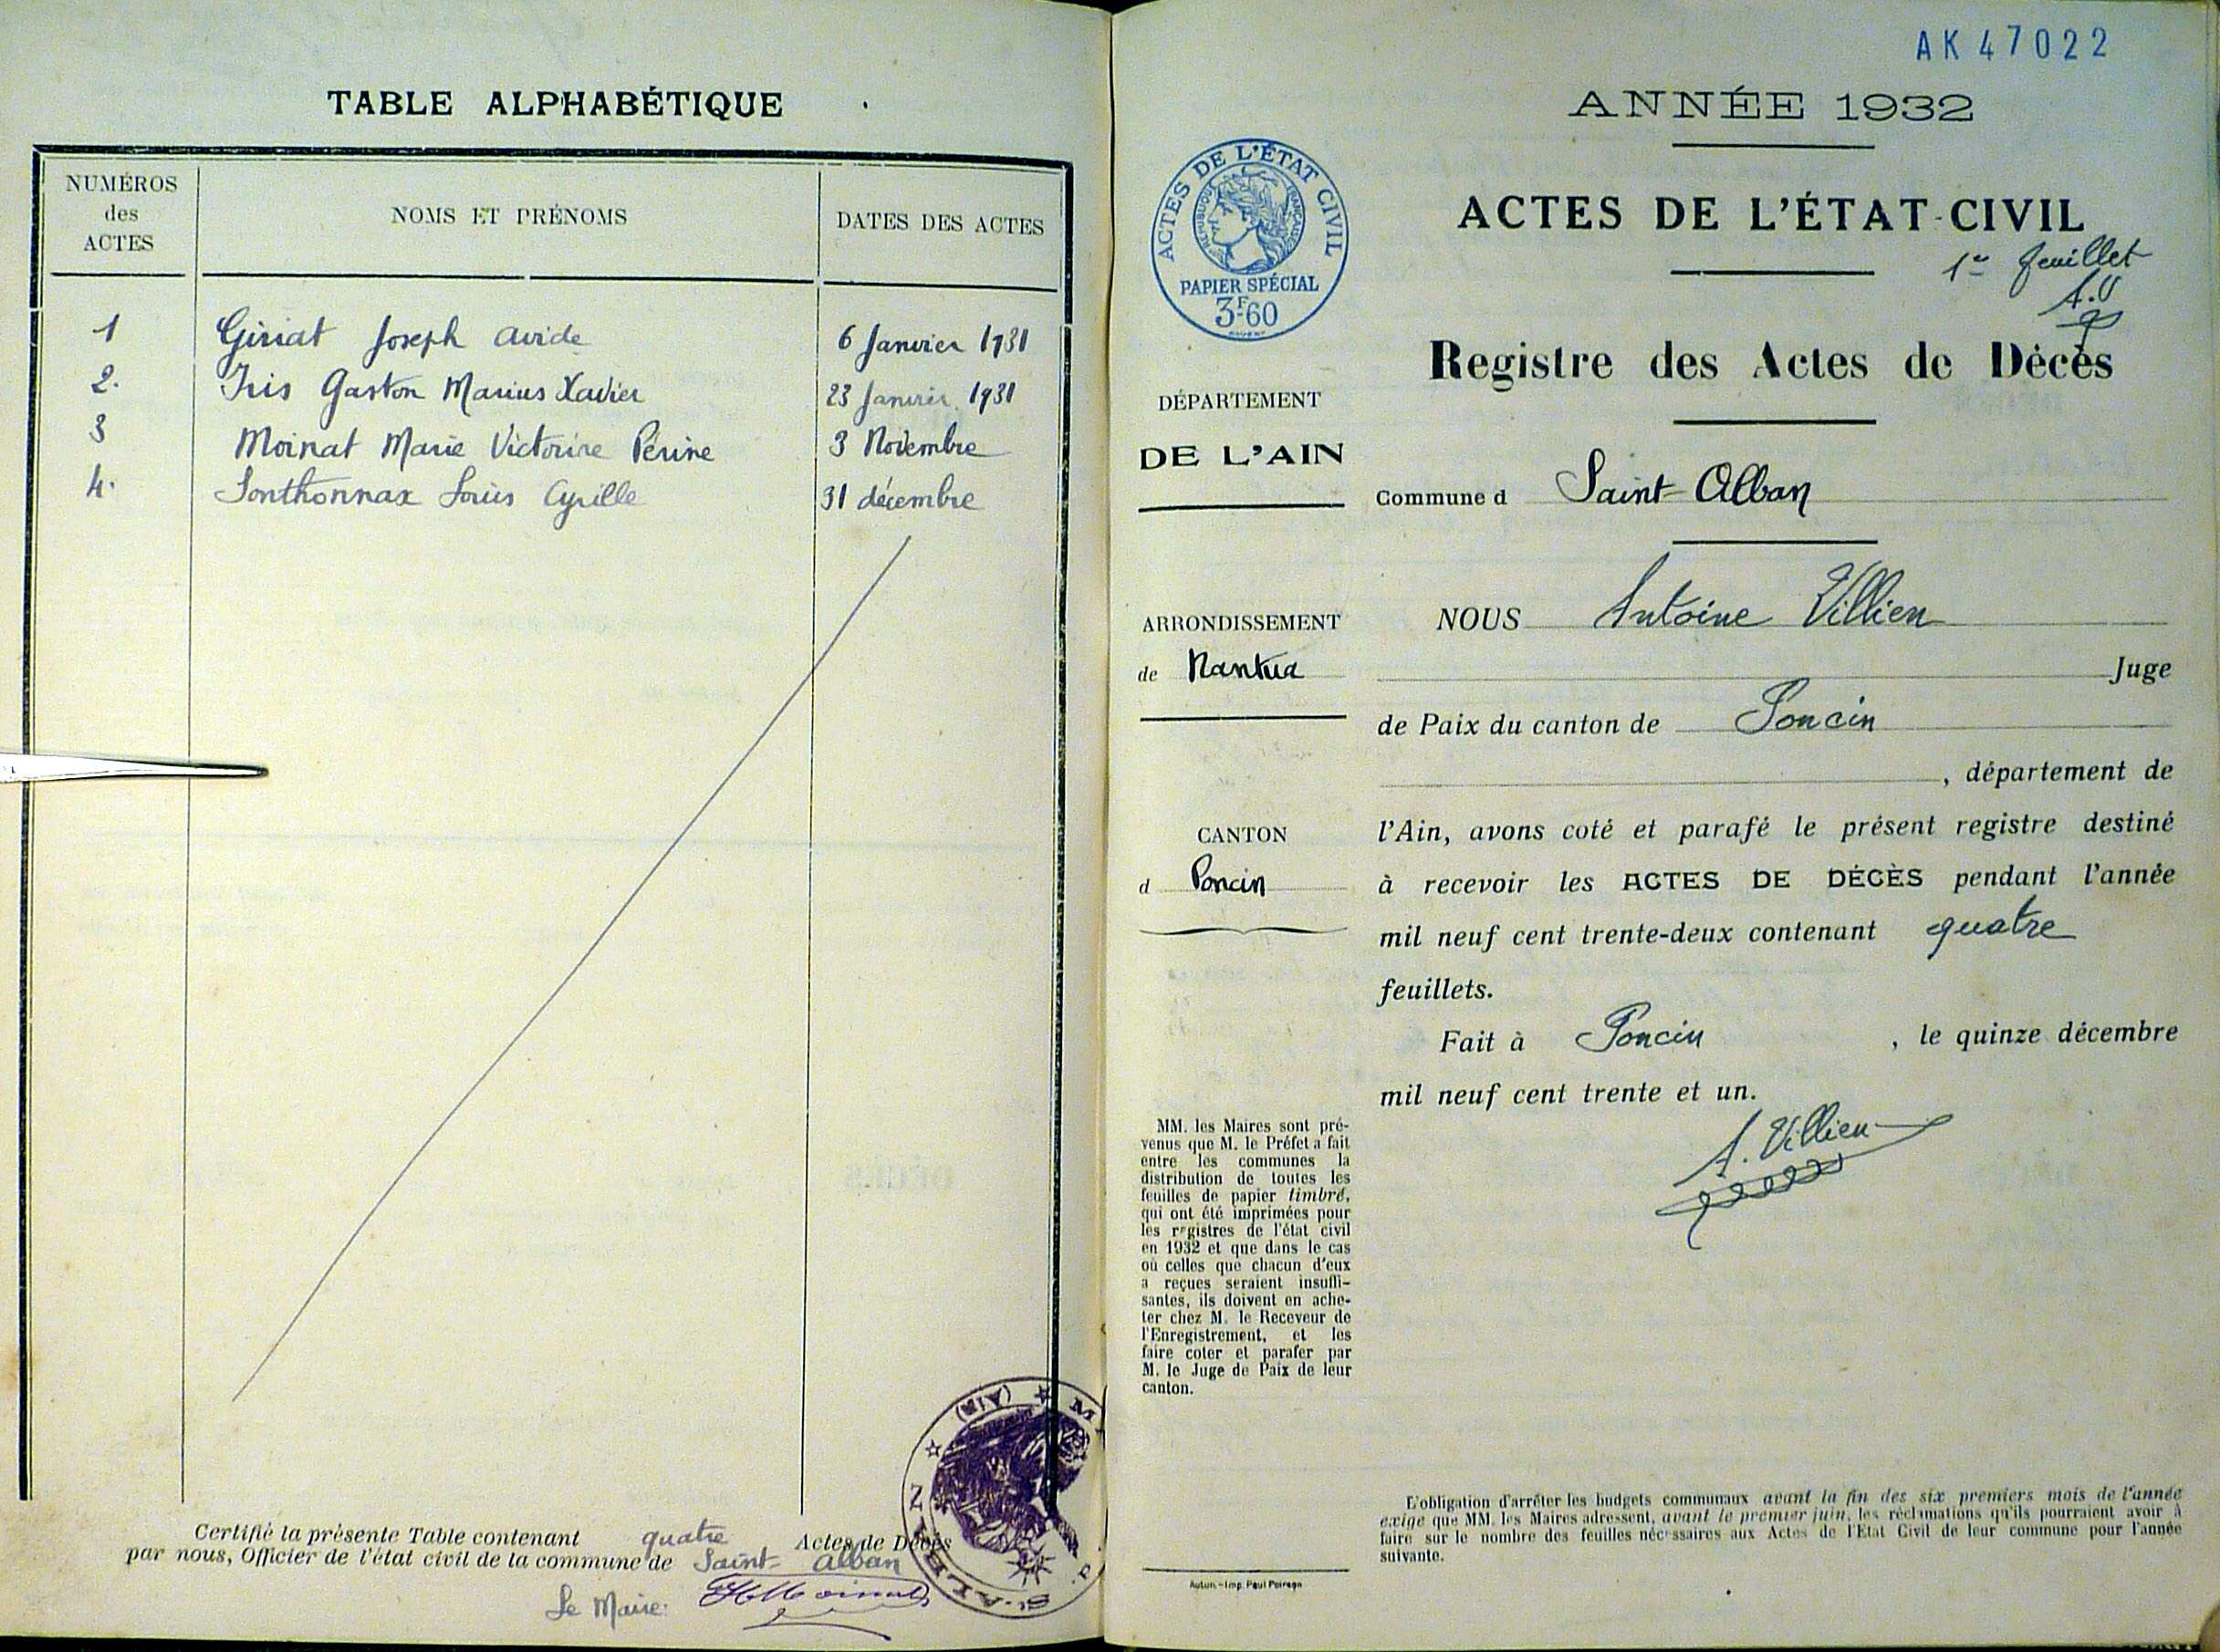 TABLE ALPHABÉTIQUE
NUMÉROS
des
ACTES
NOMS ET PRÉNOMS
DATES DES ACTES
1 Giriat Joseph Avide 6 Janvier 1931
2. Iris Gaston Marius Xavier 23 Janvier 1931
3 Moinat Marie Victorine Périne 3 Novembre
4. Sonthonnax Louis Cyrille 31 décembre
Certifié la présente Table contenant quatre Actes de Décès
par nous, Officier de l'état civil de la commune de Saint-Alban
Le Maire:
AK 47022
ANNÉE 1932
ACTES DE L'ÉTAT CIVIL
RÉPUBLIQUE FRANÇAISE
PAPIER SPÉCIAL
3F.60
DÉPARTEMENT
DE L'AIN
ARRONDISSEMENT
de Nantua
CANTON
d Poncin
MM. les Maires sont pré-
venus que M. le Préfet a fait
entre les communes la
distribution de toutes les
feuilles de papier timbré,
qui ont été imprimées pour
les registres de l'état civil
en 1932 et que dans le cas
où celles que chacun d'eux
a reçues seraient insuffi-
santes, ils doivent en ache-
ter chez M. le Receveur de
l'Enregistrement, et les
faire coter et parafer par
M. le Juge de Paix de leur
canton.
Autun.-Imp. Paul Poirson
ACTES DE L'ÉTAT-CIVIL
1er feuillet
A.V
Registre des Actes de Décès
Commune d Saint-Alban
NOUS Antoine Villien
Juge
de Paix du canton de Poncin
, département de
l'Ain, avons coté et parafé le présent registre destiné
à recevoir les ACTES DE DÉCÈS pendant l'année
mil neuf cent trente-deux contenant quatre
feuillets.
Fait à Poncin , le quinze décembre
mil neuf cent trente et un.
A. Villien
L'obligation d'arrêter les budgets communaux avant la fin des six premiers mois de l'année
exige que MM. les Maires adressent, avant le premier juin, les réclamations qu'ils pourraient avoir à
faire sur le nombre des feuilles nécessaires aux Actes de l'État Civil de leur commune pour l'année
suivante.